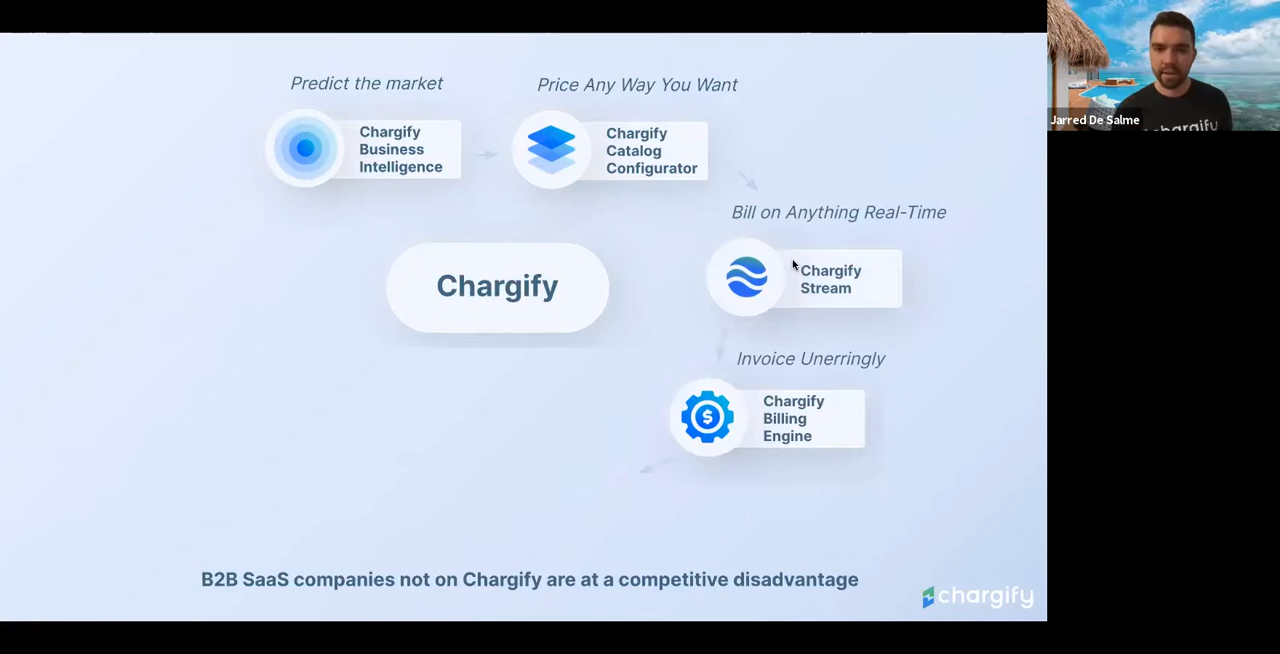 Predict the market
Chargify
Business
Intelligence
Price Any Way You Want
Chargify
Catalog
Configurator
Bill on Anything Real-Time
Chargify
Stream
Chargify
Invoice Unerringly
Chargify
Billing
Engine
B2B SaaS companies not on Chargify are at a competitive disadvantage
chargify
Jarred De Salme
chargify